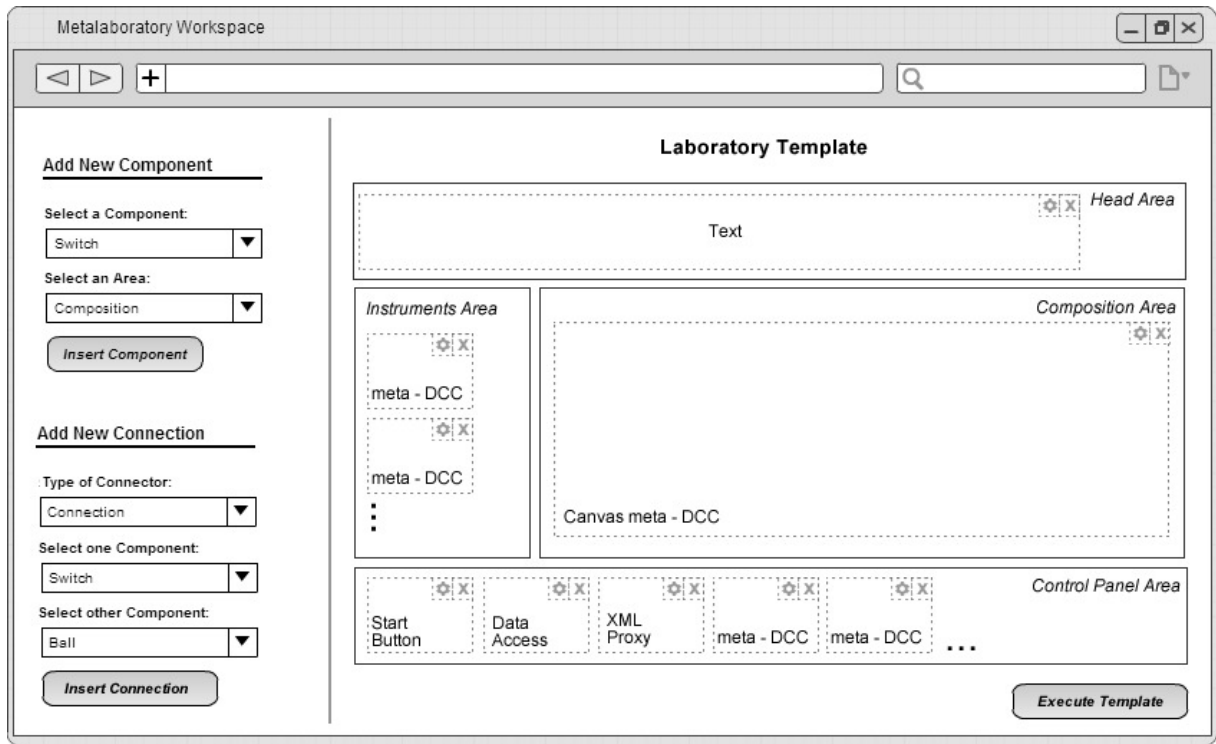 Metalaboratory Workspace
Add New Component
Select a Component:
Switch
Select an Area:
Composition
Insert Component
Add New Connection
Type of Connector:
Connection
Select one Component:
Switch
Select other Component:
Ball
Insert Connection
Laboratory Template
Head Area
X
Text
Instruments Area
X
meta - DCC
X
meta - DCC
Composition Area
X
Canvas meta - DCC
Control Panel Area
X
Start
Button
X
Data
Access
X
XML
Proxy
X
meta - DCC
X
meta - DCC
...
Execute Template